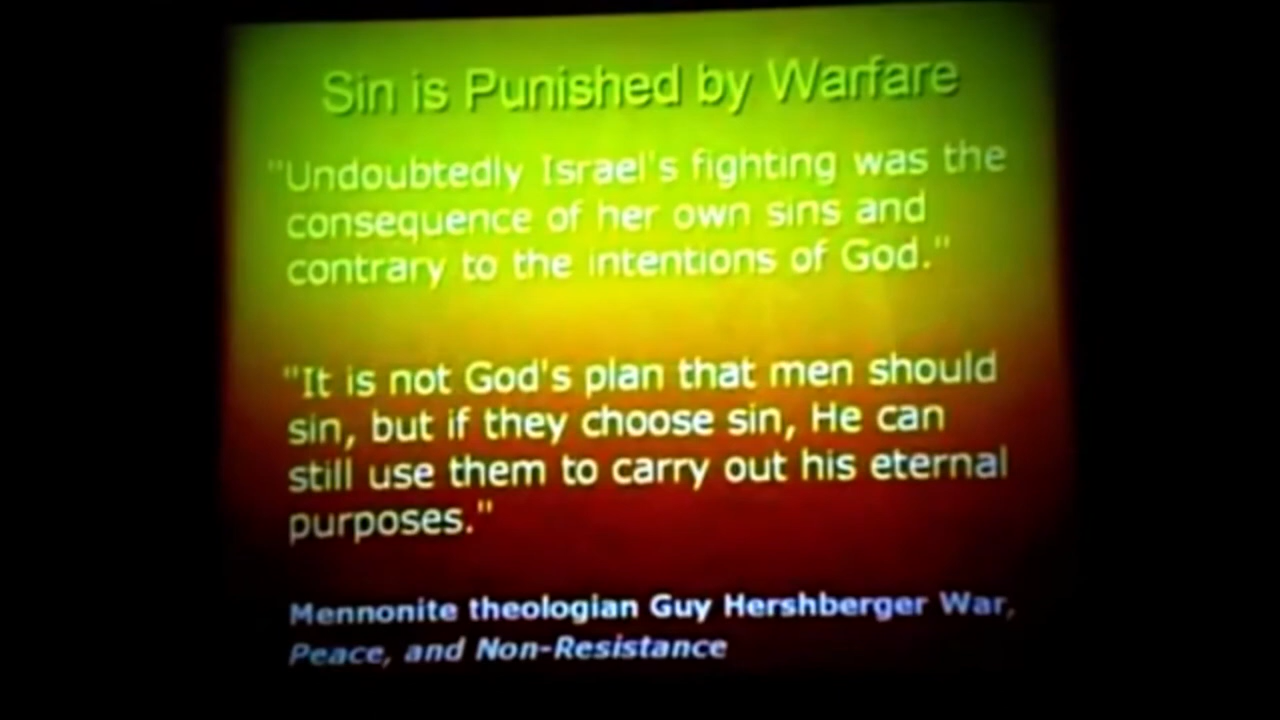 Sin is Punished by Warfare
"Undoubtedly Israel's fighting was the
consequence of her own sins and
contrary to the intentions of God."
"It is not God's plan that men should
sin, but if they choose sin, He can
still use them to carry out his eternal
purposes."
Mennonite theologian Guy Hershberger War,
Peace, and Non-Resistance